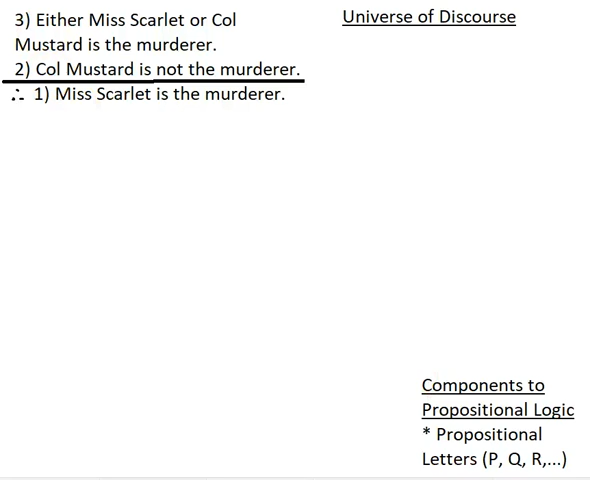 3) Either Miss Scarlet or Col
Mustard is the murderer.
2) Col Mustard is not the murderer.
∴ 1) Miss Scarlet is the murderer.
Universe of Discourse
Components to
Propositional Logic
* Propositional
Letters (P, Q, R,...)